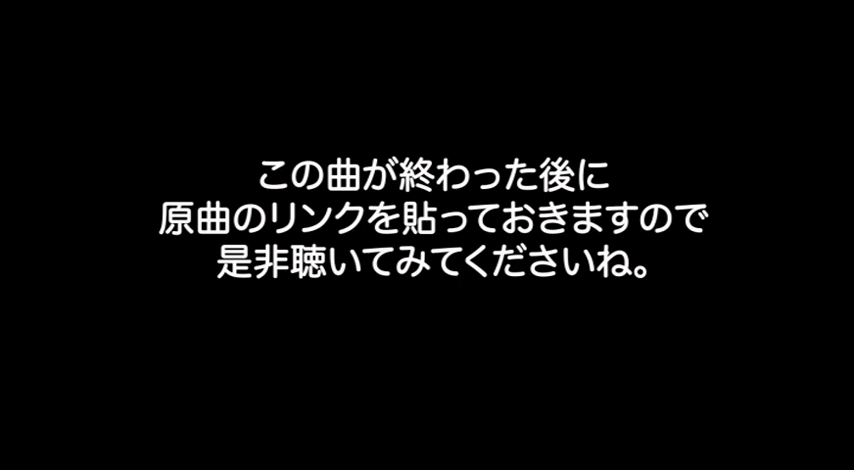 この曲が終わった後に
原曲のリンクを貼っておきますので
是非聴いてみてくださいね。